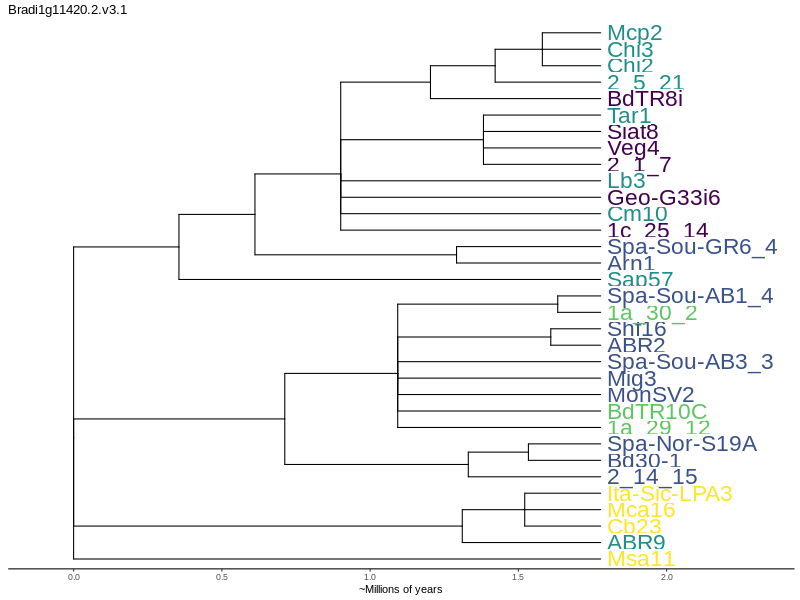 Bradi1g11420.2.v3.1
Mcp2
Chi3
Chi2
2_5_21
BdTR8i
Tar1
Siat8
Veg4
2_1_7
Lb3
Geo-G33i6
Cm10
1c_25_14
Spa-Sou-GR6_4
Arn1
Sap57
Spa-Sou-AB1_4
1a_30_2
Shf16
ABR2
Spa-Sou-AB3_3
Mig3
MonSV2
BdTR10C
1a_29_12
Spa-Nor-S19A
Bd30-1
2_14_15
Ita-Sic-LPA3
Mca16
Cb23
ABR9
Msa11
0.0 0.5 1.0 1.5 2.0
~Millions of years